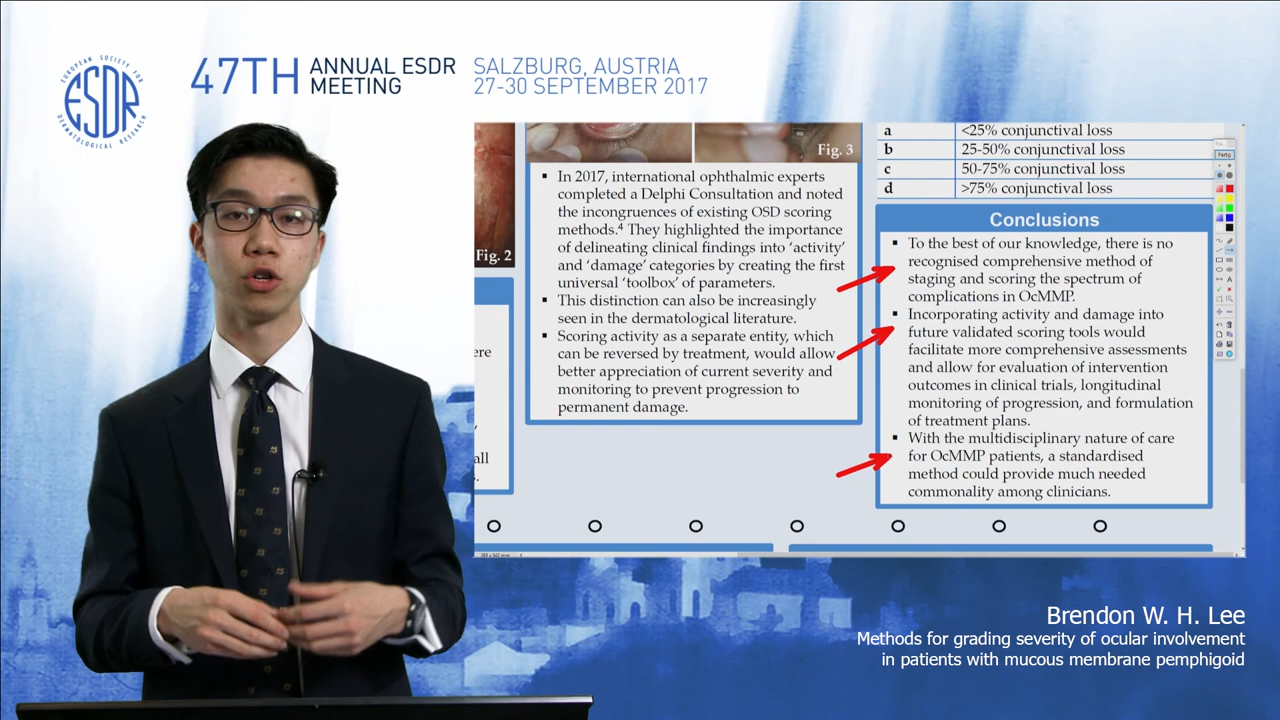 EUROPEAN SOCIETY FOR
ESDR
DERMATOLOGICAL RESEARCH
47TH
ANNUAL ESDR
MEETING
SALZBURG, AUSTRIA
27-30 SEPTEMBER 2017
Fig. 2
ere
all
Fig. 3
▪ In 2017, international ophthalmic experts
completed a Delphi Consultation and noted
the incongruences of existing OSD scoring
methods.⁴ They highlighted the importance
of delineating clinical findings into ‘activity’
and ‘damage’ categories by creating the first
universal ‘toolbox’ of parameters.
▪ This distinction can also be increasingly
seen in the dermatological literature.
▪ Scoring activity as a separate entity, which
can be reversed by treatment, would allow
better appreciation of current severity and
monitoring to prevent progression to
permanent damage.
a <25% conjunctival loss
b 25-50% conjunctival loss
c 50-75% conjunctival loss
d >75% conjunctival loss
Fertig
Conclusions
▪ To the best of our knowledge, there is no
recognised comprehensive method of
staging and scoring the spectrum of
complications in OcMMP.
▪ Incorporating activity and damage into
future validated scoring tools would
facilitate more comprehensive assessments
and allow for evaluation of intervention
outcomes in clinical trials, longitudinal
monitoring of progression, and formulation
of treatment plans.
▪ With the multidisciplinary nature of care
for OcMMP patients, a standardised
method could provide much needed
commonality among clinicians.
Brendon W. H. Lee
Methods for grading severity of ocular involvement
in patients with mucous membrane pemphigoid